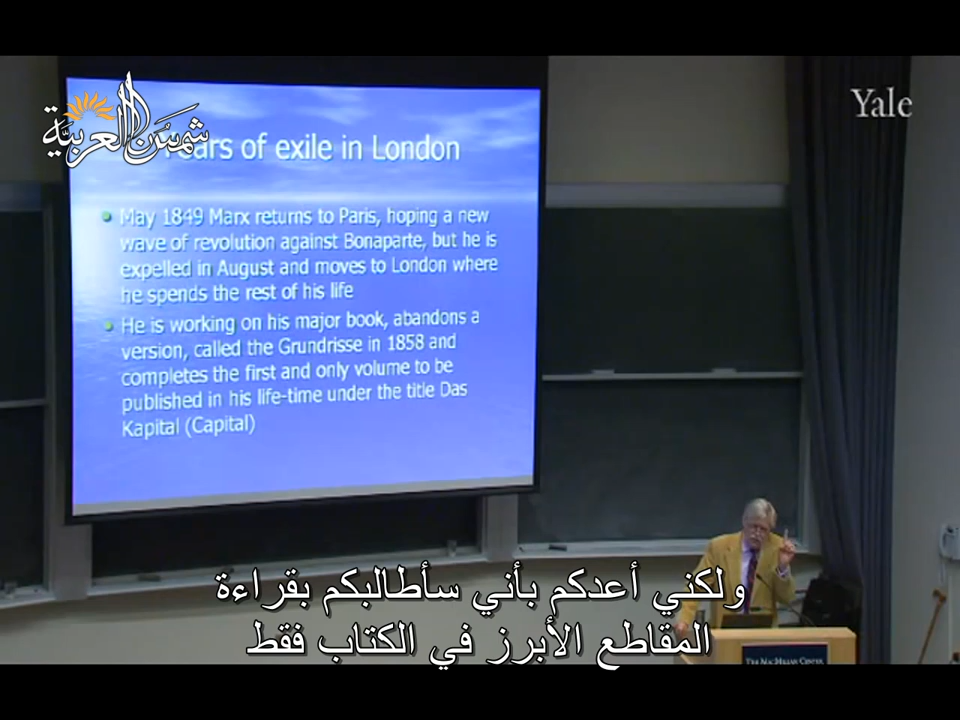 شمس العربية
Yale
Years of exile in London
May 1849 Marx returns to Paris, hoping a new
wave of revolution against Bonaparte, but he is
expelled in August and moves to London where
he spends the rest of his life
He is working on his major book, abandons a
version, called the Grundrisse in 1858 and
completes the first and only volume to be
published in his life-time under the title Das
Kapital (Capital)
ولكني أعدكم بأني سأطالبكم بقراءة
المقاطع الأبرز في الكتاب فقط
THE MACMILLAN CENTER